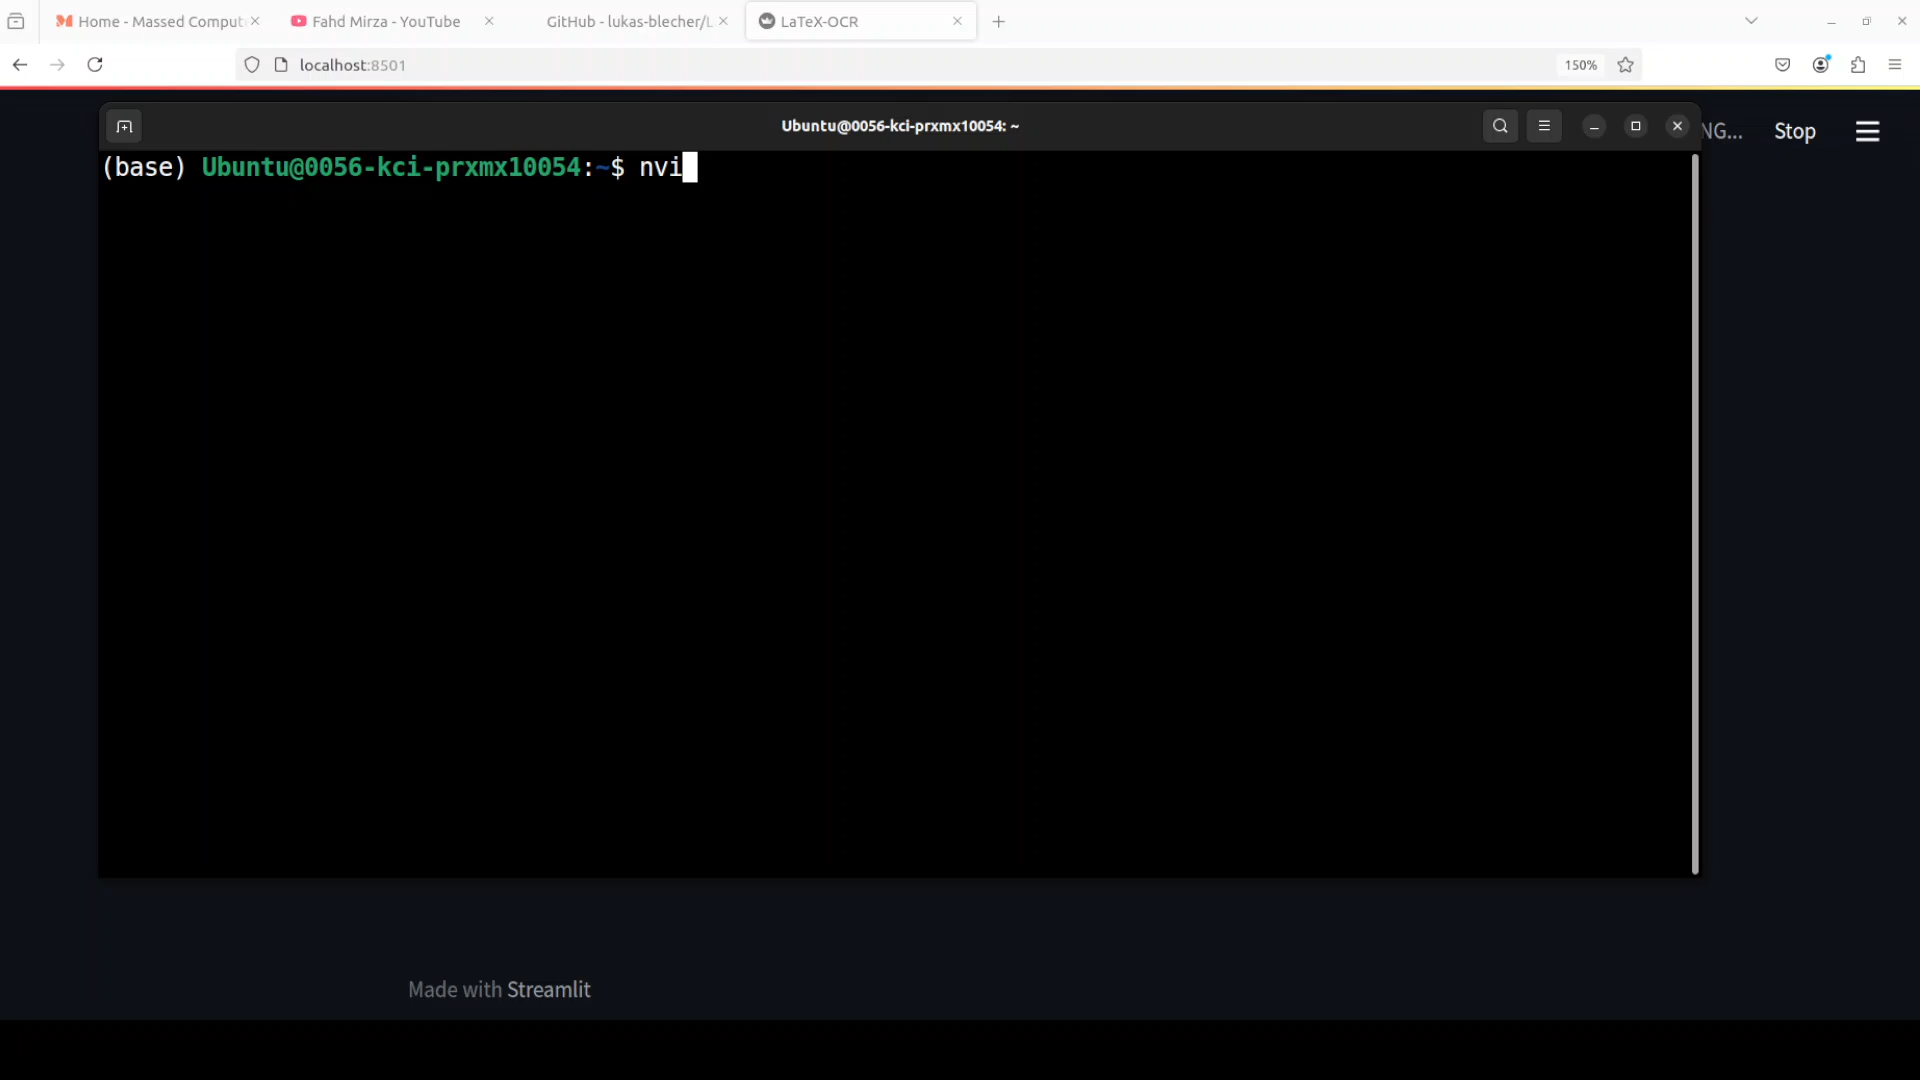 Home - Massed Comput
Fahd Mirza - YouTube
GitHub - lukas-blecher/L
LaTeX-OCR
localhost:8501
150%
Ubuntu@0056-kci-prxmx10054: ~
NG...
Stop
(base) Ubuntu@0056-kci-prxmx10054:~$ nvi
Made with Streamlit